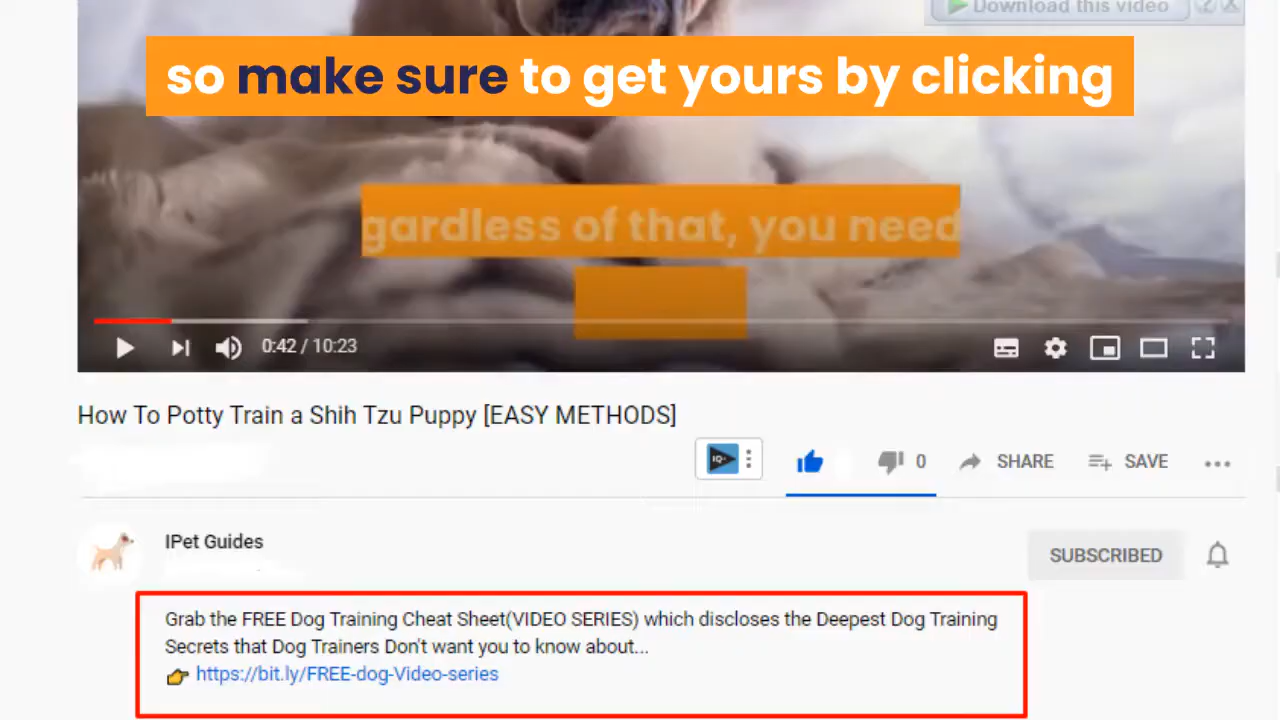 Download this video
so make sure to get yours by clicking
gardless of that, you need
0:42 / 10:23
How To Potty Train a Shih Tzu Puppy [EASY METHODS]
IQ
0
SHARE
SAVE
IPet Guides
SUBSCRIBED
Grab the FREE Dog Training Cheat Sheet(VIDEO SERIES) which discloses the Deepest Dog Training
Secrets that Dog Trainers Don't want you to know about...
👉 https://bit.ly/FREE-dog-Video-series